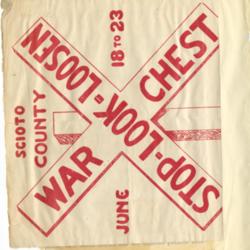 STOP-LOOK-LOOSEN
WAR CHEST
SCIOTO
COUNTY
JUNE
18 TO 23